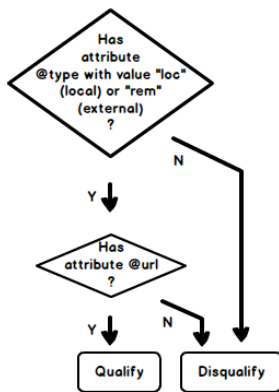 Has
attribute
@type with value "loc"
(local) or "rem"
(external)
?
N
Y
Has
attribute @url
?
Y
N
Qualify
Disqualify